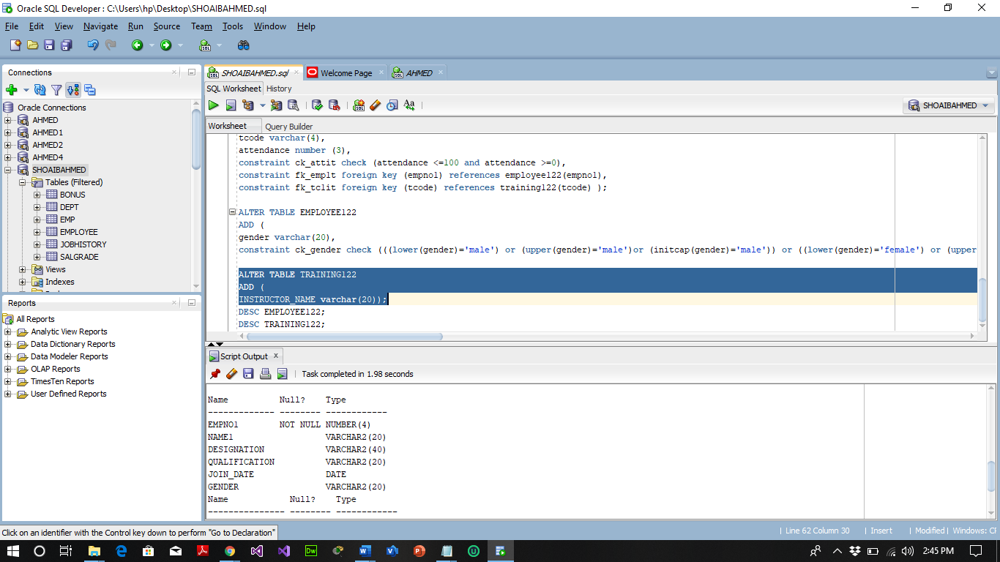 Oracle SQL Developer : C:\Users\hp\Desktop\SHOAIBAHMED.sql
File Edit View Navigate Run Source Team Tools Window Help
Connections
Oracle Connections
AHMED
AHMED1
AHMED2
AHMED4
SHOAIBAHMED
Tables (Filtered)
BONUS
DEPT
EMP
EMPLOYEE
JOBHISTORY
SALGRADE
Views
Indexes
Reports
All Reports
Analytic View Reports
Data Dictionary Reports
Data Modeler Reports
OLAP Reports
TimesTen Reports
User Defined Reports
SHOAIBAHMED.sql Welcome Page AHMED
SQL Worksheet History
SHOAIBAHMED
Worksheet Query Builder
tcode varchar(4),
attendance number (3),
constraint ck_attit check (attendance <=100 and attendance >=0),
constraint fk_emplt foreign key (empno1) references employee122(empno1),
constraint fk_tclit foreign key (tcode) references training122(tcode) );
ALTER TABLE EMPLOYEE122
ADD (
gender varchar(20),
constraint ck_gender check (((lower(gender)='male') or (upper(gender)='male')or (initcap(gender)='male')) or ((lower(gender)='female') or (upper
ALTER TABLE TRAINING122
ADD (
INSTRUCTOR_NAME varchar(20));
DESC EMPLOYEE122;
DESC TRAINING122;
Script Output
Task completed in 1.98 seconds
Name Null? Type
------------- -------- ------------
EMPNO1 NOT NULL NUMBER(4)
NAME1 VARCHAR2(20)
DESIGNATION VARCHAR2(40)
QUALIFICATION VARCHAR2(20)
JOIN_DATE DATE
GENDER VARCHAR2(20)
Name Null? Type
--------------- -------- ------------
Click on an identifier with the Control key down to perform "Go to Declaration"
Line 62 Column 30 Insert Modified Windows: CF
2:45 PM